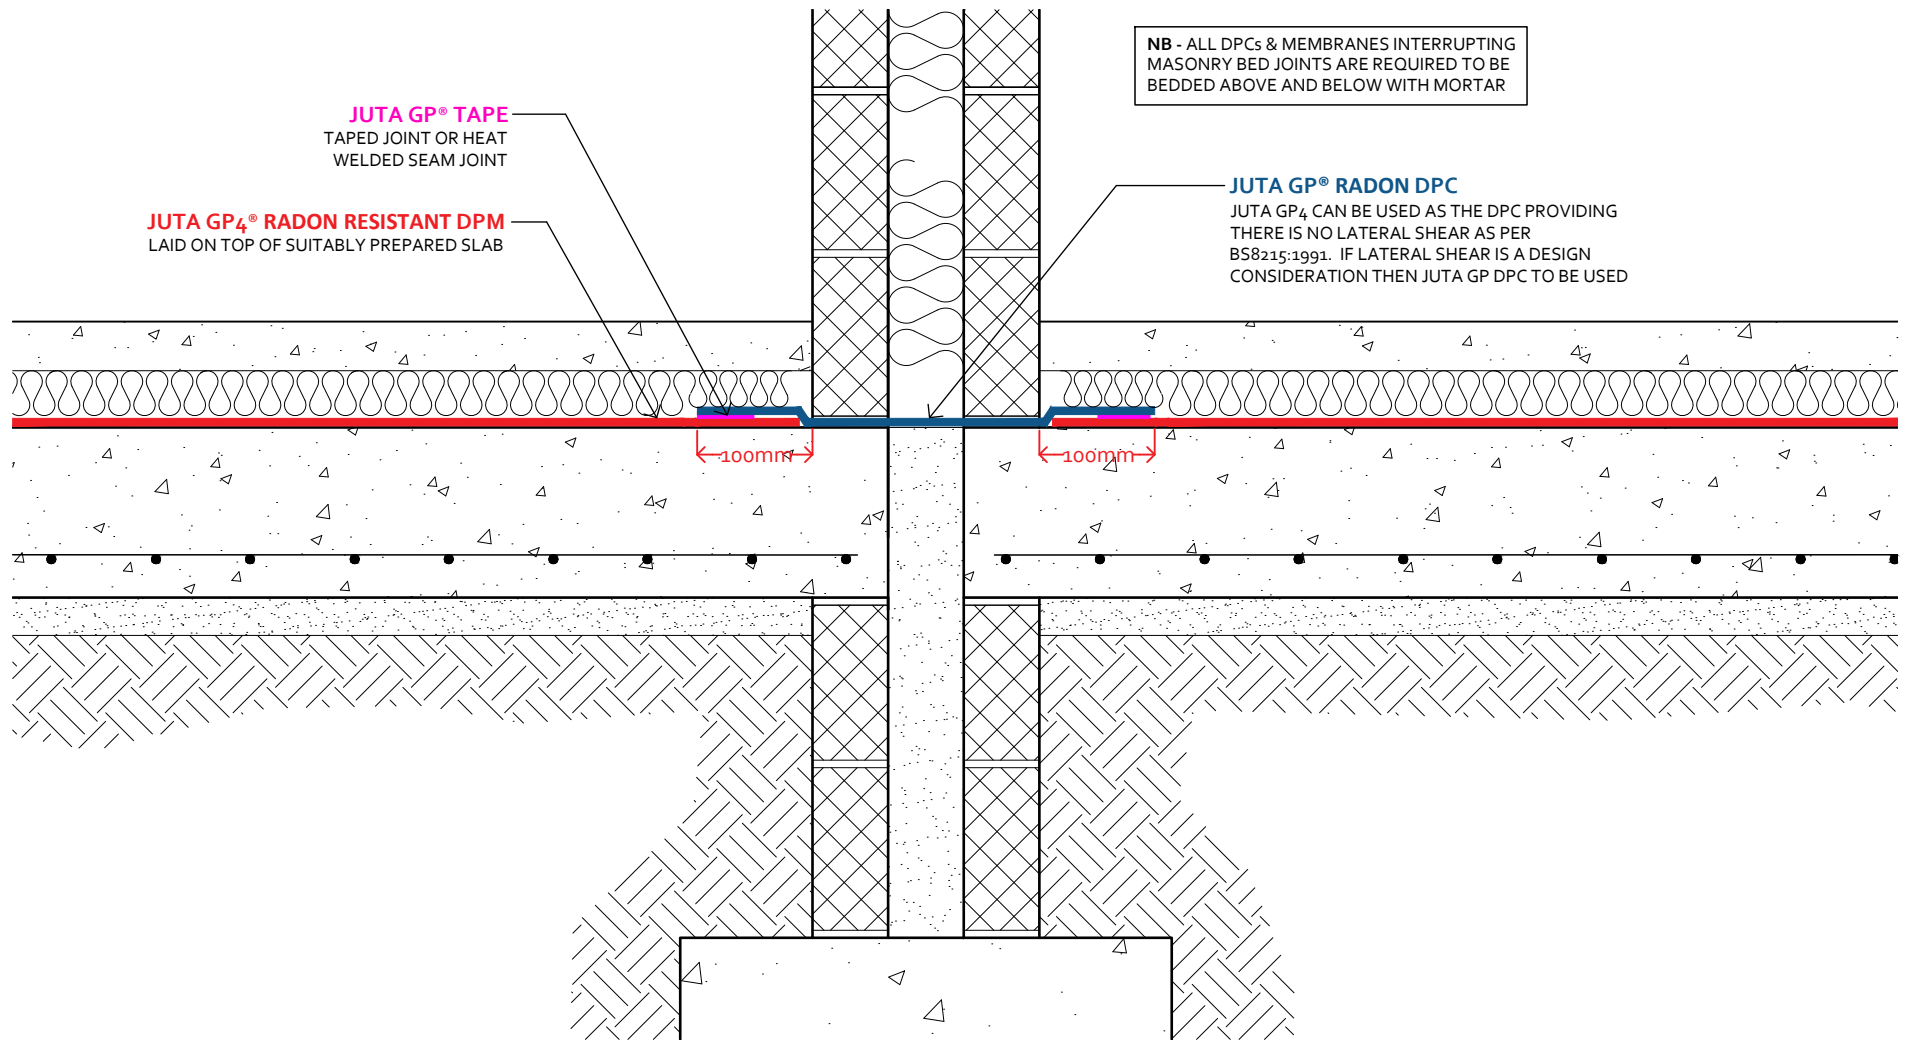 NB - ALL DPCs & MEMBRANES INTERRUPTING
MASONRY BED JOINTS ARE REQUIRED TO BE
BEDDED ABOVE AND BELOW WITH MORTAR
JUTA GP® TAPE
TAPED JOINT OR HEAT
WELDED SEAM JOINT
JUTA GP® RADON DPC
JUTA GP4 CAN BE USED AS THE DPC PROVIDING
THERE IS NO LATERAL SHEAR AS PER
BS8215:1991. IF LATERAL SHEAR IS A DESIGN
CONSIDERATION THEN JUTA GP DPC TO BE USED
JUTA GP4® RADON RESISTANT DPM
LAID ON TOP OF SUITABLY PREPARED SLAB
100mm
100mm